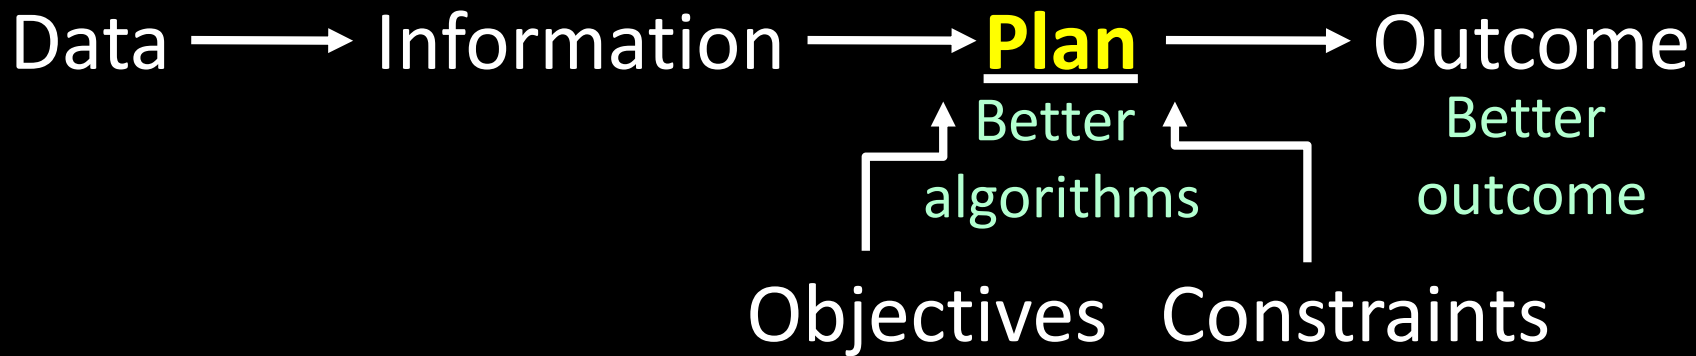 Data Information Plan Outcome
Better Better
algorithms outcome
Objectives Constraints